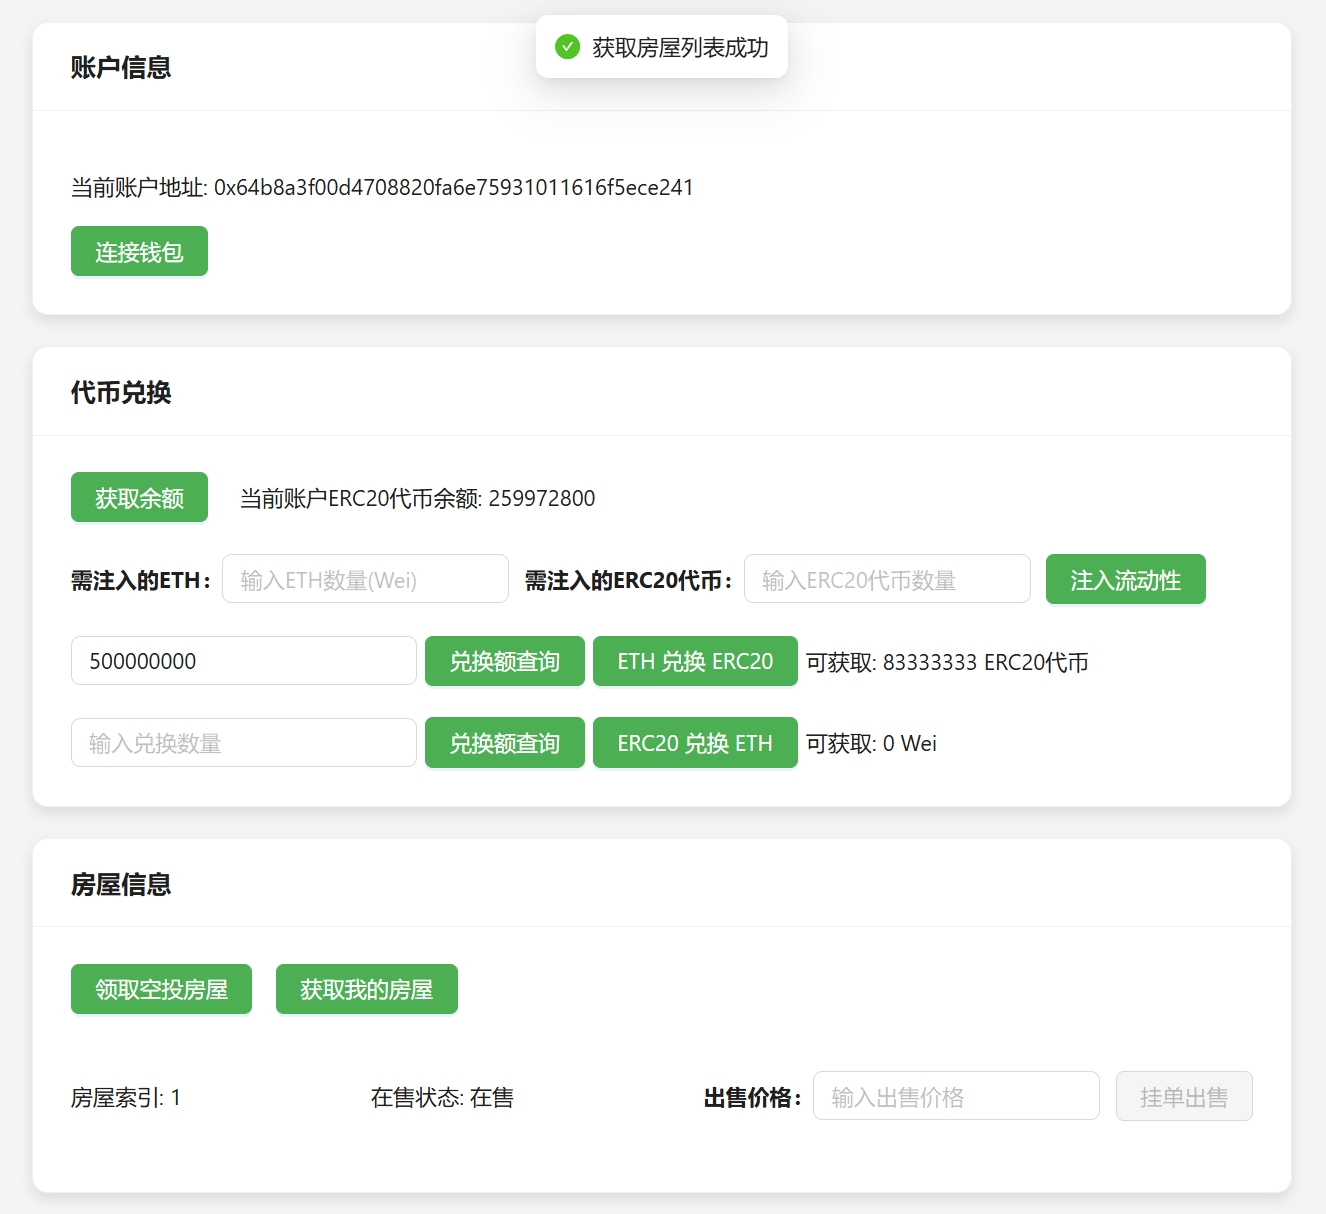 获取房屋列表成功
账户信息
当前账户地址: 0x64b8a3f00d4708820fa6e75931011616f5ece241
连接钱包
代币兑换
获取余额 当前账户ERC20代币余额: 259972800
需注入的ETH: 输入ETH数量(Wei) 需注入的ERC20代币: 输入ERC20代币数量 注入流动性
500000000 兑换额查询 ETH 兑换 ERC20 可获取: 83333333 ERC20代币
输入兑换数量 兑换额查询 ERC20 兑换 ETH 可获取: 0 Wei
房屋信息
领取空投房屋 获取我的房屋
房屋索引: 1 在售状态: 在售 出售价格: 输入出售价格 挂单出售